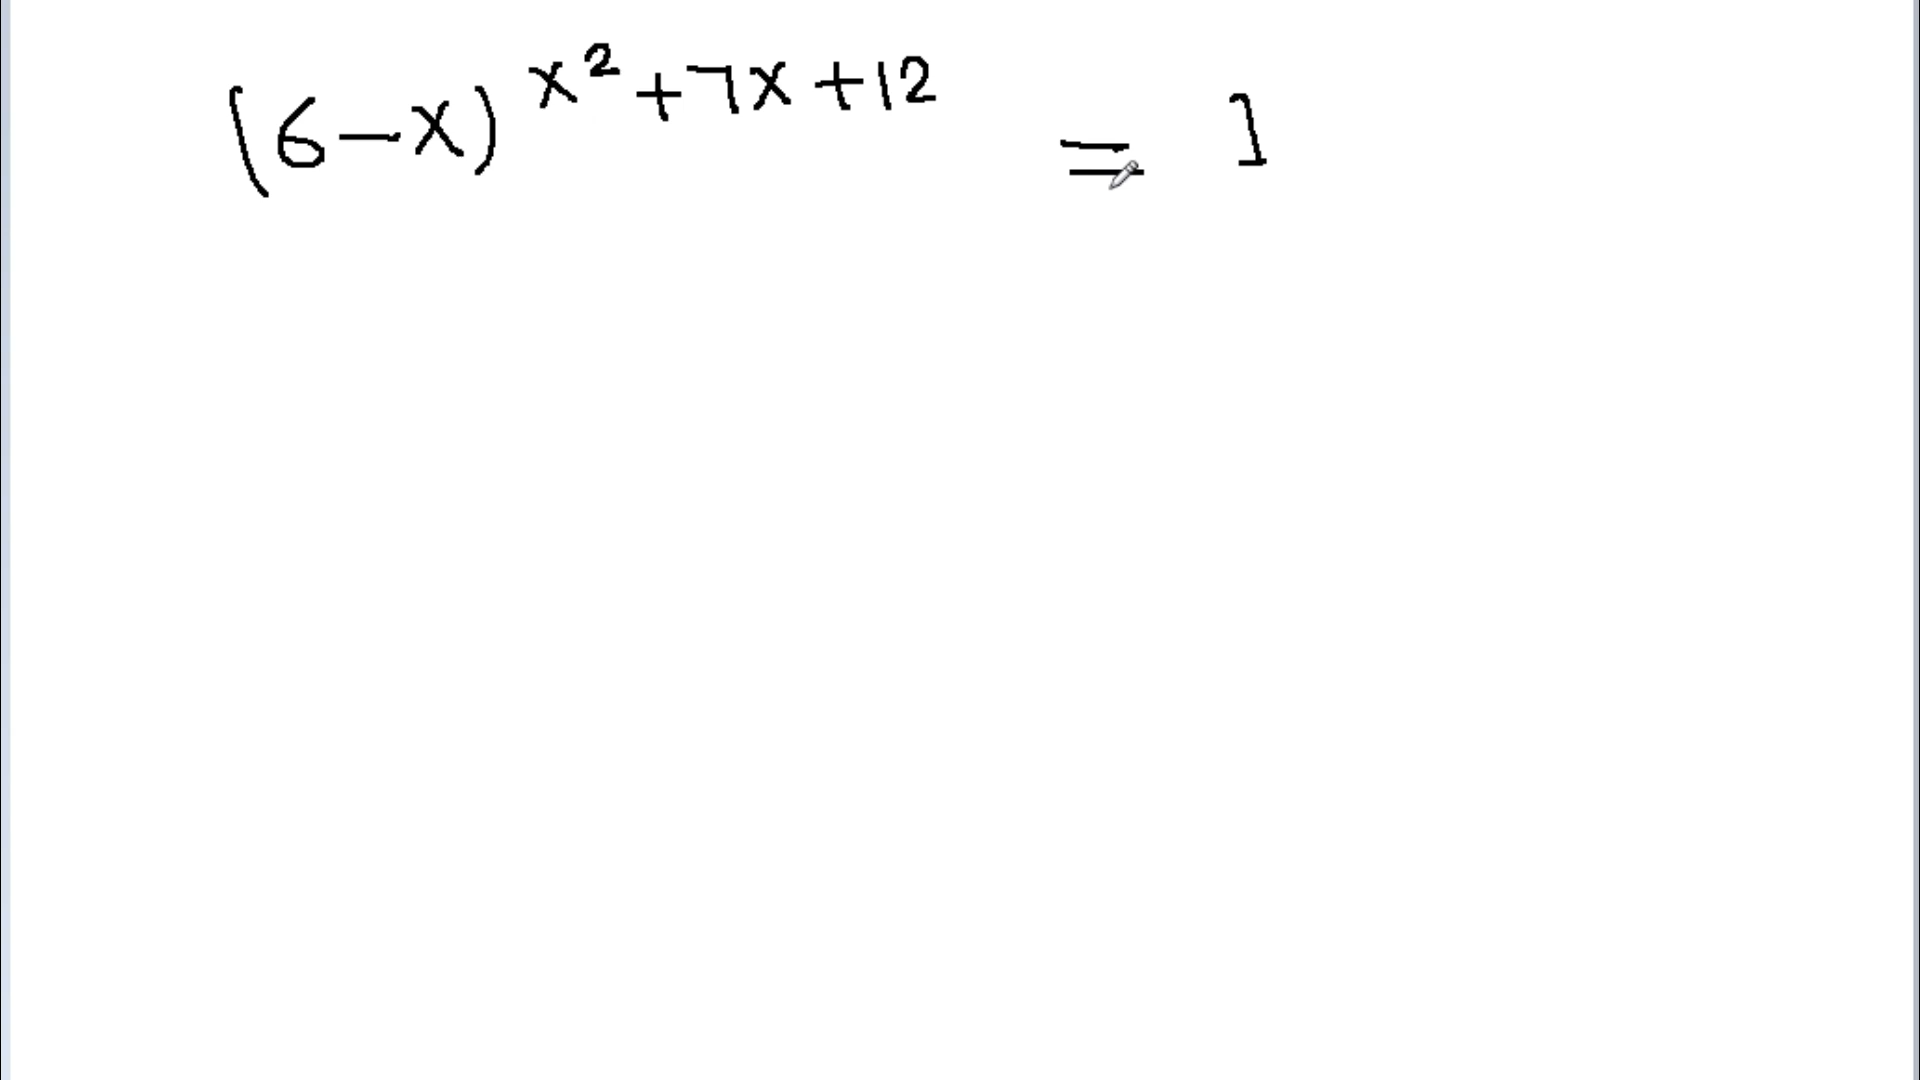 (6-x)^{x^2+7x+12} = 1